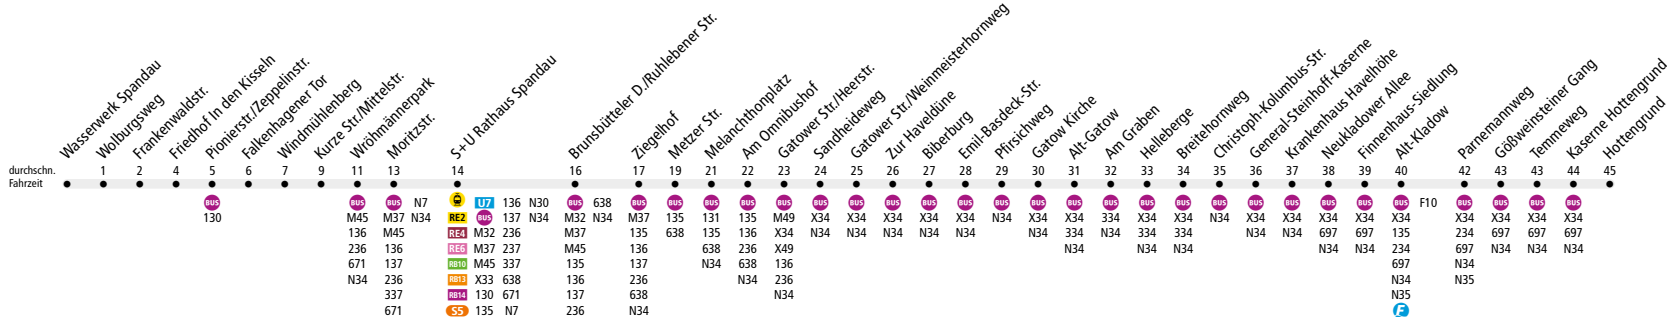 Wasserwerk Spandau
Wolburgsweg
Frankenwaldstr.
Friedhof In den Kisseln
Pionierstr./Zeppelinstr.
Falkenhagener Tor
Windmühlenberg
Kurze Str./Mittelstr.
Wröhmännerpark
Moritzstr.
S+U Rathaus Spandau
Brunsbütteler D./Ruhlebener Str.
Ziegelhof
Metzer Str.
Melanchthonplatz
Am Omnibushof
Gatower Str./Heerstr.
Sandheideweg
Gatower Str./Weinmeisterhornweg
Zur Haveldüne
Biberburg
Emil-Basdeck-Str.
Pfirsichweg
Gatow Kirche
Alt-Gatow
Am Graben
Helleberge
Breitehornweg
Christoph-Kolumbus-Str.
General-Steinhoff-Kaserne
Krankenhaus Havelhöhe
Neukladower Allee
Finnenhaus-Siedlung
Alt-Kladow
Parnemannweg
Gößweinsteiner Gang
Temmeweg
Kaserne Hottengrund
Hottengrund
durchschn. 1 2 4 5 6 7 9 11 13 14 16 17 19 21 22 23 24 25 26 27 28 29 30 31 32 33 34 35 36 37 38 39 40 42 43 43 44 45
Fahrzeit
BUS BUS BUS N7 U7 136 N30 BUS 638 BUS BUS BUS BUS BUS BUS BUS BUS BUS BUS BUS BUS BUS BUS BUS BUS BUS BUS BUS BUS BUS BUS F10 BUS BUS BUS BUS
130 M45 M37 N34 RE2 BUS 137 N34 M32 N34 M37 135 131 135 M49 X34 X34 X34 X34 X34 N34 X34 X34 334 X34 X34 N34 X34 X34 X34 X34 X34 X34 X34 X34 X34
136 M45 RE4 M32 236 M37 135 638 135 136 X34 N34 N34 N34 N34 N34 N34 334 N34 334 334 N34 N34 697 697 135 234 697 697 697
236 136 RE6 M37 237 M45 136 638 236 X49 N34 N34 N34 N34 N34 234 697 N34 N34 N34
671 137 RB10 M45 337 135 137 N34 638 136 697 N34
N34 236 RB13 X33 638 136 236 N34 236 N34 N35
337 RB14 130 671 137 638 N34 N35
671 S5 135 N7 236 N34 F